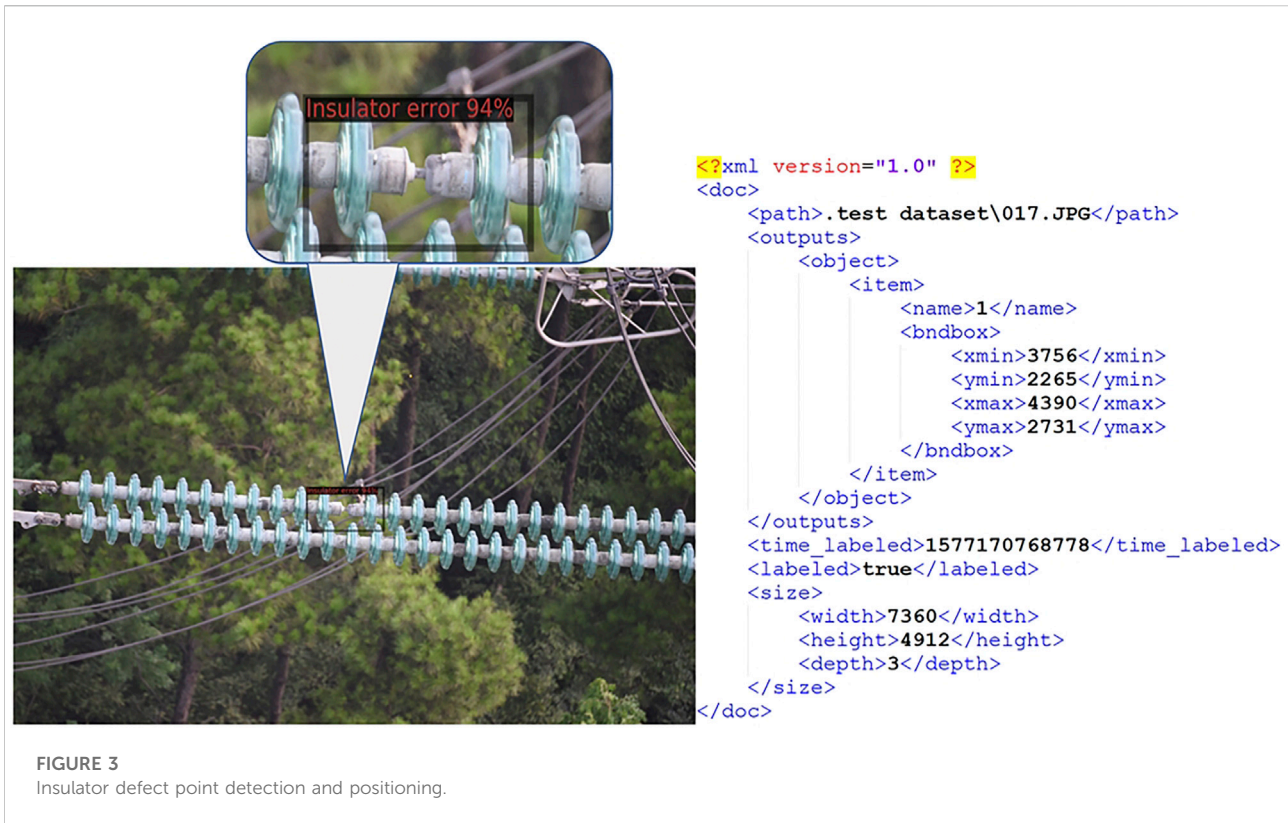 Insulator error 94%
Insulator error 94%
<?xml version="1.0" ?>
<doc>
    <path>.test dataset\017.JPG</path>
    <outputs>
        <object>
            <item>
                <name>1</name>
                <bndbox>
                    <xmin>3756</xmin>
                    <ymin>2265</ymin>
                    <xmax>4390</xmax>
                    <ymax>2731</ymax>
                </bndbox>
            </item>
        </object>
    </outputs>
    <time_labeled>1577170768778</time_labeled>
    <labeled>true</labeled>
    <size>
        <width>7360</width>
        <height>4912</height>
        <depth>3</depth>
    </size>
</doc>
FIGURE 3
Insulator defect point detection and positioning.